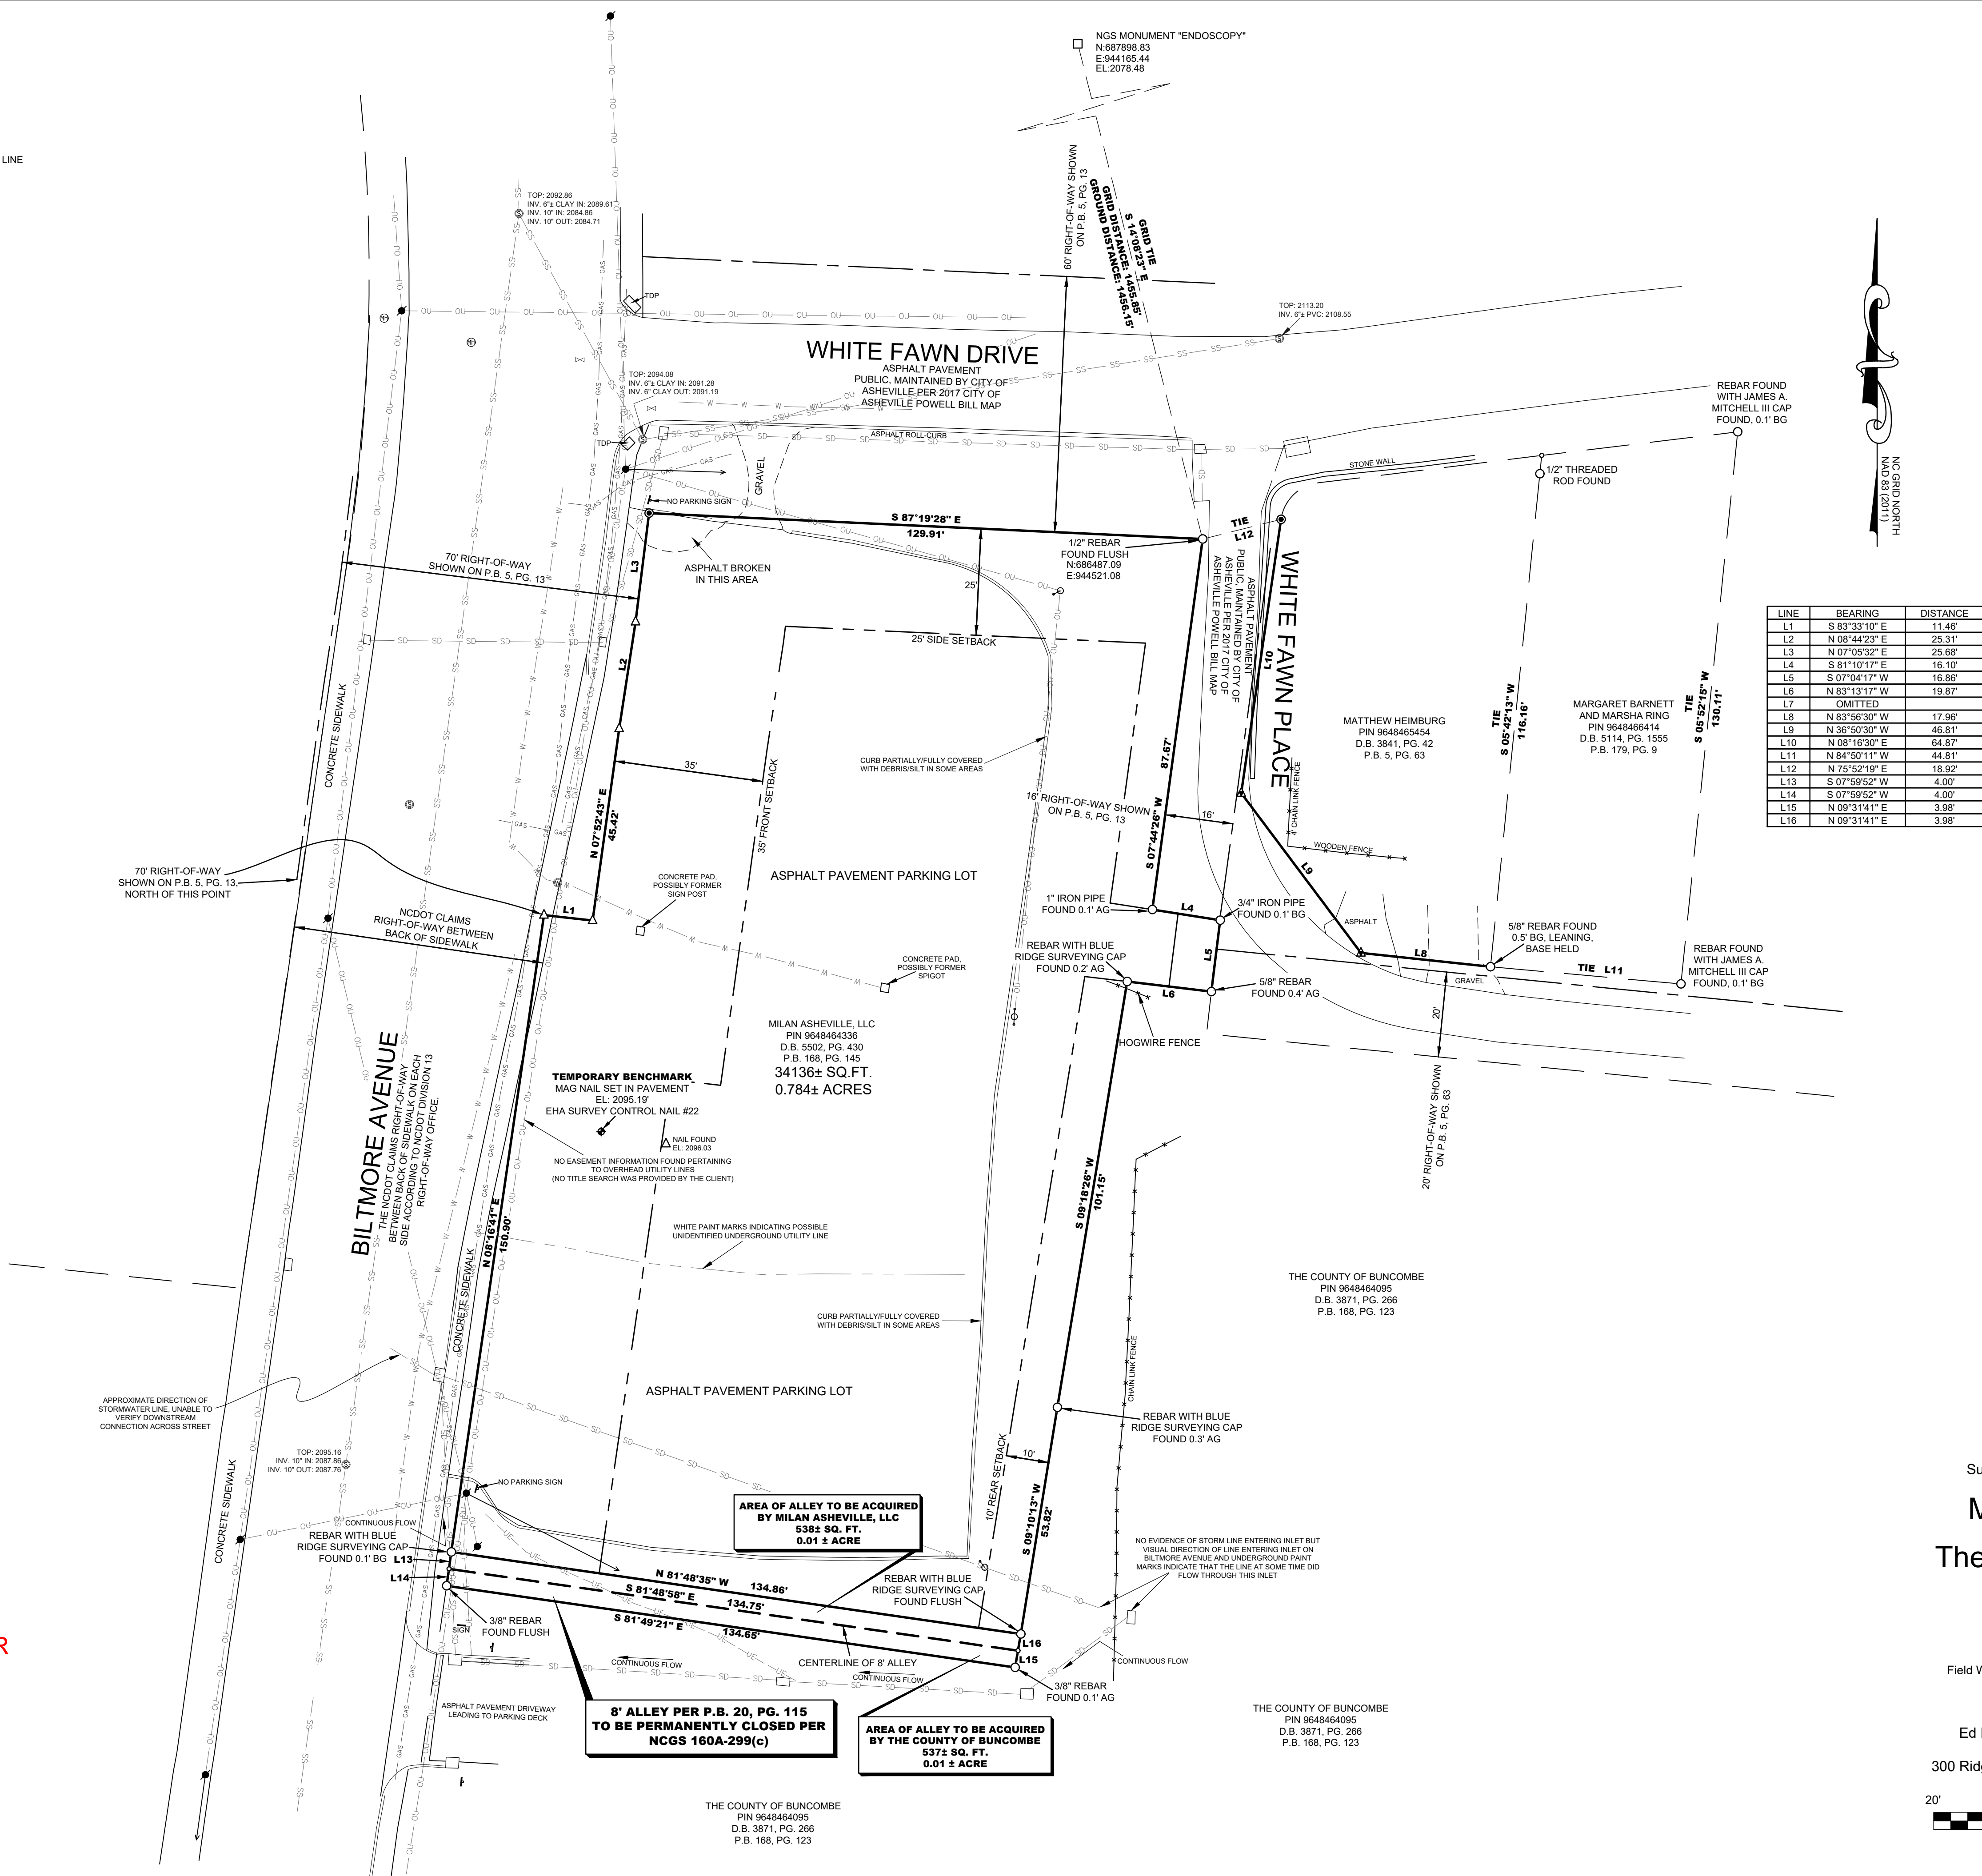 LINE
NGS MONUMENT "ENDOSCOPY"
N:687898.83
E:944165.44
EL:2078.48
60' RIGHT-OF-WAY SHOWN
ON P.B. 5, PG. 13
GRID TIE
S 14°08'23" E
GRID DISTANCE: 1455.85'
GROUND DISTANCE: 1456.15'
TOP: 2092.86
INV. 6"± CLAY IN: 2089.61
INV. 10" IN: 2084.86
INV. 10" OUT: 2084.71
TDP
TOP: 2113.20
INV. 6"± PVC: 2108.55
WHITE FAWN DRIVE
ASPHALT PAVEMENT
PUBLIC, MAINTAINED BY CITY OF
ASHEVILLE PER 2017 CITY OF
ASHEVILLE POWELL BILL MAP
TOP: 2094.08
INV. 6"± CLAY IN: 2091.28
INV. 6" CLAY OUT: 2091.19
TDP
ASPHALT ROLL-CURB
GRAVEL
NO PARKING SIGN
STONE WALL
REBAR FOUND
WITH JAMES A.
MITCHELL III CAP
FOUND, 0.1' BG
1/2" THREADED
ROD FOUND
NC GRID NORTH
NAD 83 (2011)
S 87°19'28" E
129.91'
TIE
L12
1/2" REBAR
FOUND FLUSH
N:686487.09
E:944521.08
ASPHALT BROKEN
IN THIS AREA
25'
70' RIGHT-OF-WAY
SHOWN ON P.B. 5, PG. 13
L3
L2
25' SIDE SETBACK
ASPHALT PAVEMENT
PUBLIC, MAINTAINED BY CITY OF
ASHEVILLE PER 2017 CITY OF
ASHEVILLE POWELL BILL MAP
WHITE FAWN PLACE
L10
LINE BEARING DISTANCE
L1 S 83°33'10" E 11.46'
L2 N 08°44'23" E 25.31'
L3 N 07°05'32" E 25.68'
L4 S 81°10'17" E 16.10'
L5 S 07°04'17" W 16.86'
L6 N 83°13'17" W 19.87'
L7 OMITTED
L8 N 83°56'30" W 17.96'
L9 N 36°50'30" W 46.81'
L10 N 08°16'30" E 64.87'
L11 N 84°50'11" W 44.81'
L12 N 75°52'19" E 18.92'
L13 S 07°59'52" W 4.00'
L14 S 07°59'52" W 4.00'
L15 N 09°31'41" E 3.98'
L16 N 09°31'41" E 3.98'
MATTHEW HEIMBURG
PIN 9648465454
D.B. 3841, PG. 42
P.B. 5, PG. 63
TIE
S 05°42'13" W
116.16'
MARGARET BARNETT
AND MARSHA RING
PIN 9648466414
D.B. 5114, PG. 1555
P.B. 179, PG. 9
TIE
S 05°52'15" W
130.11'
CONCRETE SIDEWALK
35'
35' FRONT SETBACK
N 07°52'43" E
45.42'
CURB PARTIALLY/FULLY COVERED
WITH DEBRIS/SILT IN SOME AREAS
87.67'
S 07°44'26" W
16' RIGHT-OF-WAY SHOWN
ON P.B. 5, PG. 13
16'
4' CHAIN LINK FENCE
WOODEN FENCE
L9
70' RIGHT-OF-WAY
SHOWN ON P.B. 5, PG. 13,
NORTH OF THIS POINT
L1
CONCRETE PAD,
POSSIBLY FORMER
SIGN POST
ASPHALT PAVEMENT PARKING LOT
1" IRON PIPE
FOUND 0.1' AG
L4
3/4" IRON PIPE
FOUND 0.1' BG
ASPHALT
NCDOT CLAIMS
RIGHT-OF-WAY BETWEEN
BACK OF SIDEWALK
REBAR WITH BLUE
RIDGE SURVEYING CAP
FOUND 0.2' AG
L5
L8
5/8" REBAR FOUND
0.5' BG, LEANING,
BASE HELD
TIE L11
REBAR FOUND
WITH JAMES A.
MITCHELL III CAP
FOUND, 0.1' BG
GRAVEL
CONCRETE PAD,
POSSIBLY FORMER
SPIGOT
L6
5/8" REBAR
FOUND 0.4' AG
20'
HOGWIRE FENCE
MILAN ASHEVILLE, LLC
PIN 9648464336
D.B. 5502, PG. 430
P.B. 168, PG. 145
34136± SQ.FT.
0.784± ACRES
BILTMORE AVENUE
THE NCDOT CLAIMS RIGHT-OF-WAY
BETWEEN BACK OF SIDEWALK ON EACH
SIDE ACCORDING TO NCDOT DIVISION 13
RIGHT-OF-WAY OFFICE.
TEMPORARY BENCHMARK
MAG NAIL SET IN PAVEMENT
EL: 2095.19'
EHA SURVEY CONTROL NAIL #22
NAIL FOUND
EL: 2096.03
NO EASEMENT INFORMATION FOUND PERTAINING
TO OVERHEAD UTILITY LINES
(NO TITLE SEARCH WAS PROVIDED BY THE CLIENT)
20' RIGHT-OF-WAY SHOWN
ON P.B. 5, PG. 63
N 08°16'41" E
150.90'
S 09°18'26" W
101.15'
WHITE PAINT MARKS INDICATING POSSIBLE
UNIDENTIFIED UNDERGROUND UTILITY LINE
CONCRETE SIDEWALK
THE COUNTY OF BUNCOMBE
PIN 9648464095
D.B. 3871, PG. 266
P.B. 168, PG. 123
CURB PARTIALLY/FULLY COVERED
WITH DEBRIS/SILT IN SOME AREAS
CHAIN LINK FENCE
ASPHALT PAVEMENT PARKING LOT
APPROXIMATE DIRECTION OF
STORMWATER LINE, UNABLE TO
VERIFY DOWNSTREAM
CONNECTION ACROSS STREET
REBAR WITH BLUE
RIDGE SURVEYING CAP
FOUND 0.3' AG
10'
10' REAR SETBACK
TOP: 2095.16
INV. 10" IN: 2087.86
INV. 10" OUT: 2087.76
CONCRETE SIDEWALK
NO PARKING SIGN
AREA OF ALLEY TO BE ACQUIRED
BY MILAN ASHEVILLE, LLC
538± SQ. FT.
0.01 ± ACRE
S 09°10'13" W
53.82'
CONTINUOUS FLOW
REBAR WITH BLUE
RIDGE SURVEYING CAP
FOUND 0.1' BG
L13
L14
NO EVIDENCE OF STORM LINE ENTERING INLET BUT
VISUAL DIRECTION OF LINE ENTERING INLET ON
BILTMORE AVENUE AND UNDERGROUND PAINT
MARKS INDICATE THAT THE LINE AT SOME TIME DID
FLOW THROUGH THIS INLET
N 81°48'35" W 134.86'
S 81°48'58" E 134.75'
S 81°49'21" E 134.65'
REBAR WITH BLUE
RIDGE SURVEYING CAP
FOUND FLUSH
3/8" REBAR
FOUND FLUSH
SIGN
L16
L15
CENTERLINE OF 8' ALLEY
CONTINUOUS FLOW
CONTINUOUS FLOW
CONTINUOUS FLOW
3/8" REBAR
FOUND 0.1' AG
ASPHALT PAVEMENT DRIVEWAY
LEADING TO PARKING DECK
8' ALLEY PER P.B. 20, PG. 115
TO BE PERMANENTLY CLOSED PER
NCGS 160A-299(c)
AREA OF ALLEY TO BE ACQUIRED
BY THE COUNTY OF BUNCOMBE
537± SQ. FT.
0.01 ± ACRE
THE COUNTY OF BUNCOMBE
PIN 9648464095
D.B. 3871, PG. 266
P.B. 168, PG. 123
THE COUNTY OF BUNCOMBE
PIN 9648464095
D.B. 3871, PG. 266
P.B. 168, PG. 123
R
Su
M
The
Field W
Ed
300 Ridg
20'